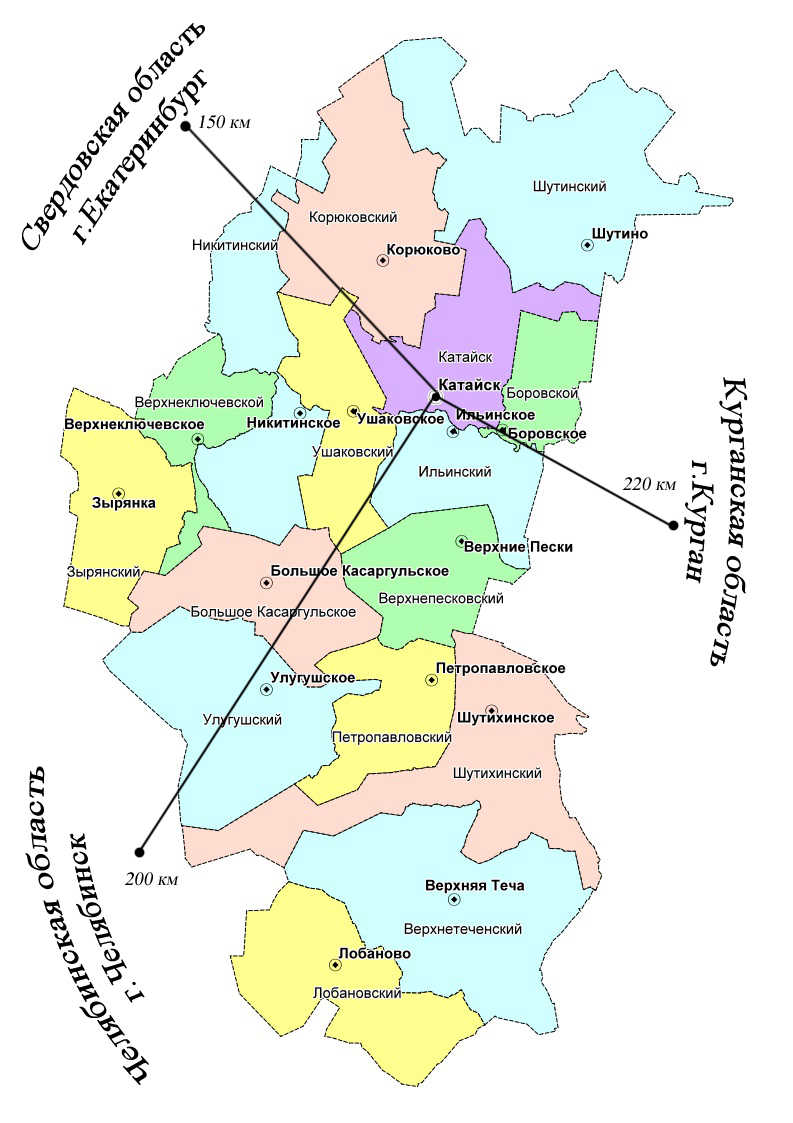 Свердовская область
г.Екатеринбург
150 км
Шутинский
Корюковский
Шутино
Никитинский
Корюково
Катайск
Катайск
Боровской
Верхнеключевской
Верхнеключевское
Никитинское
Ушаковское
Ильинское
Боровское
Ушаковский
Ильинский
Курганская область
г.Курган
220 км
Зырянка
Верхние Пески
Зырянский
Большое Касаргульское
Верхнепесковский
Большое Касаргульское
Петропавловское
Улугушское
Шутихинское
Улугушский
Петропавловский
Шутихинский
Челябинская область
г. Челябинск
200 км
Верхняя Теча
Верхнетеченский
Лобаново
Лобановский